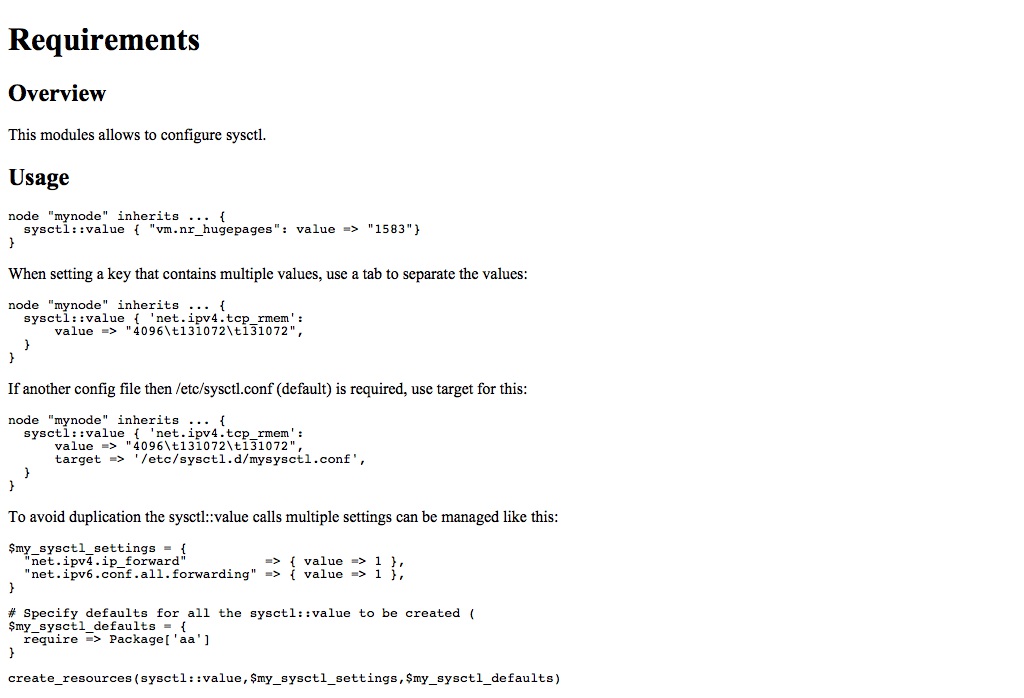 Requirements
Overview
This modules allows to configure sysctl.
Usage
node "mynode" inherits ... {
  sysctl::value { "vm.nr_hugepages": value => "1583"}
}
When setting a key that contains multiple values, use a tab to separate the values:
node "mynode" inherits ... {
  sysctl::value { 'net.ipv4.tcp_rmem':
      value => "4096\t131072\t131072",
  }
}
If another config file then /etc/sysctl.conf (default) is required, use target for this:
node "mynode" inherits ... {
  sysctl::value { 'net.ipv4.tcp_rmem':
      value => "4096\t131072\t131072",
      target => '/etc/sysctl.d/mysysctl.conf',
  }
}
To avoid duplication the sysctl::value calls multiple settings can be managed like this:
$my_sysctl_settings = {
  "net.ipv4.ip_forward"          => { value => 1 },
  "net.ipv6.conf.all.forwarding" => { value => 1 },
}
# Specify defaults for all the sysctl::value to be created (
$my_sysctl_defaults = {
  require => Package['aa']
}
create_resources(sysctl::value,$my_sysctl_settings,$my_sysctl_defaults)